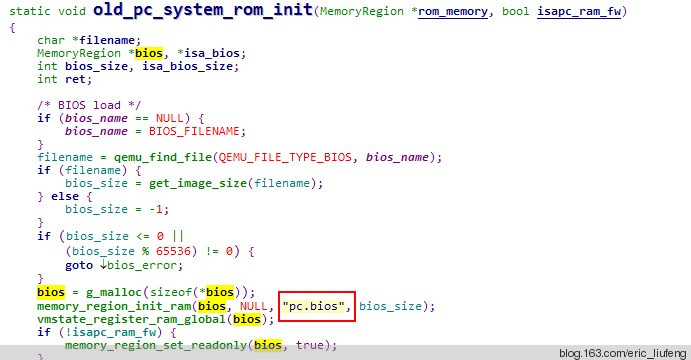 static void old_pc_system_rom_init(MemoryRegion *rom_memory, bool isapc_ram_fw)
{
    char *filename;
    MemoryRegion *bios, *isa_bios;
    int bios_size, isa_bios_size;
    int ret;

    /* BIOS load */
    if (bios_name == NULL) {
        bios_name = BIOS_FILENAME;
    }
    filename = qemu_find_file(QEMU_FILE_TYPE_BIOS, bios_name);
    if (filename) {
        bios_size = get_image_size(filename);
    } else {
        bios_size = -1;
    }
    if (bios_size <= 0 ||
        (bios_size % 65536) != 0) {
        goto ↓bios_error;
    }
    bios = g_malloc(sizeof(*bios));
    memory_region_init_ram(bios, NULL, "pc.bios", bios_size);
    vmstate_register_ram_global(bios);
    if (!isapc_ram_fw) {
        memory_region_set_readonly(bios, true);
    }
blog.163.com/eric_liufeng